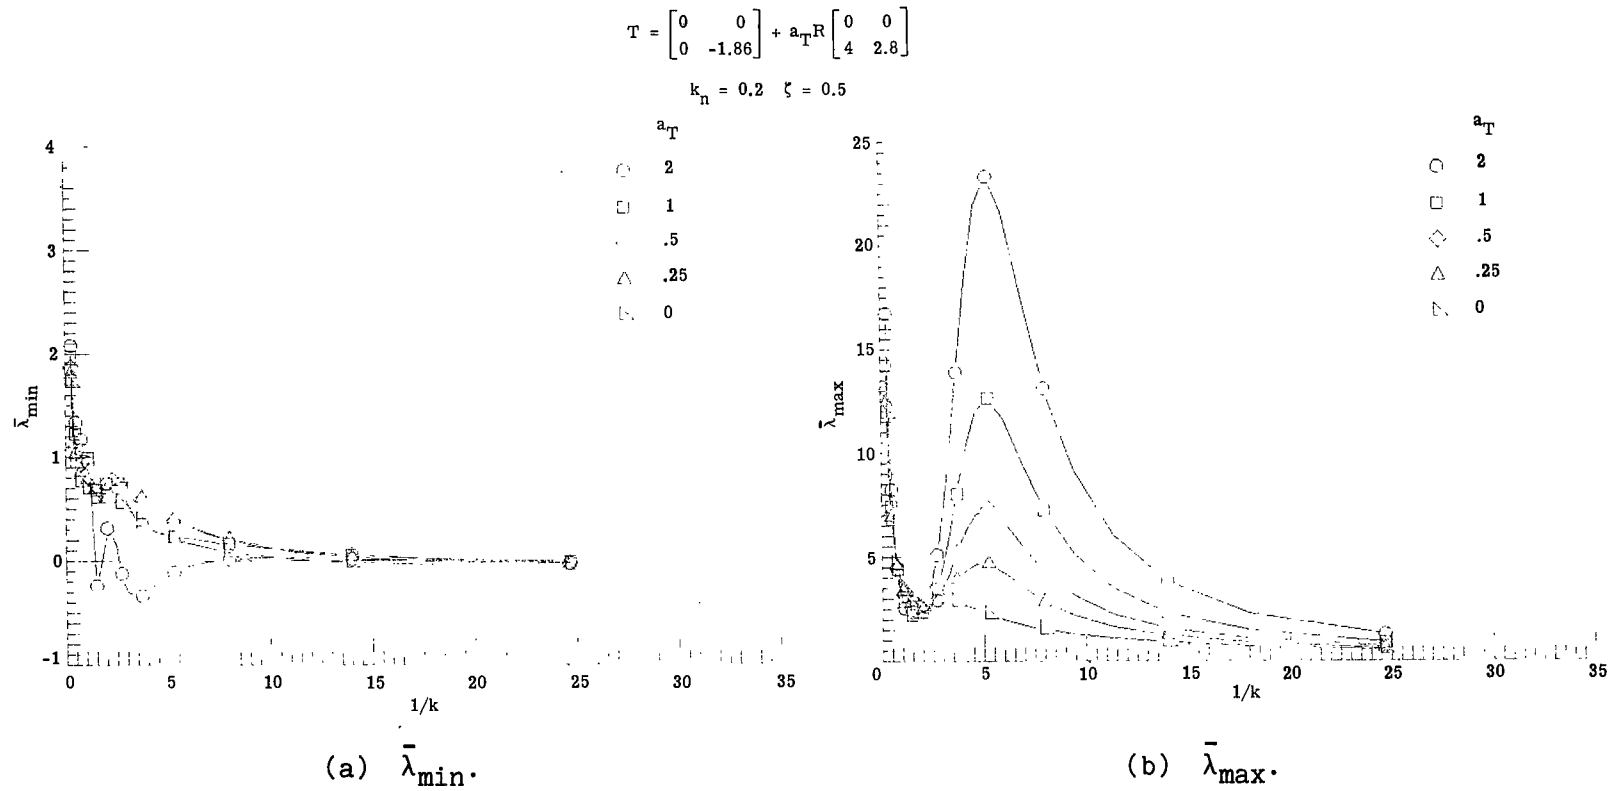 T = [0 0 0 -1.86] + a_T R [0 0 4 2.8]
k_n = 0.2 ζ = 0.5
a_T
2
1
.5
.25
0
4
3
2
1
0
-1
λ̄_min
0 5 10 15 20 25 30 35
1/k
(a) λ̄_min.
a_T
2
1
.5
.25
0
25
20
15
10
5
λ̄_max
0 5 10 15 20 25 30 35
1/k
(b) λ̄_max.